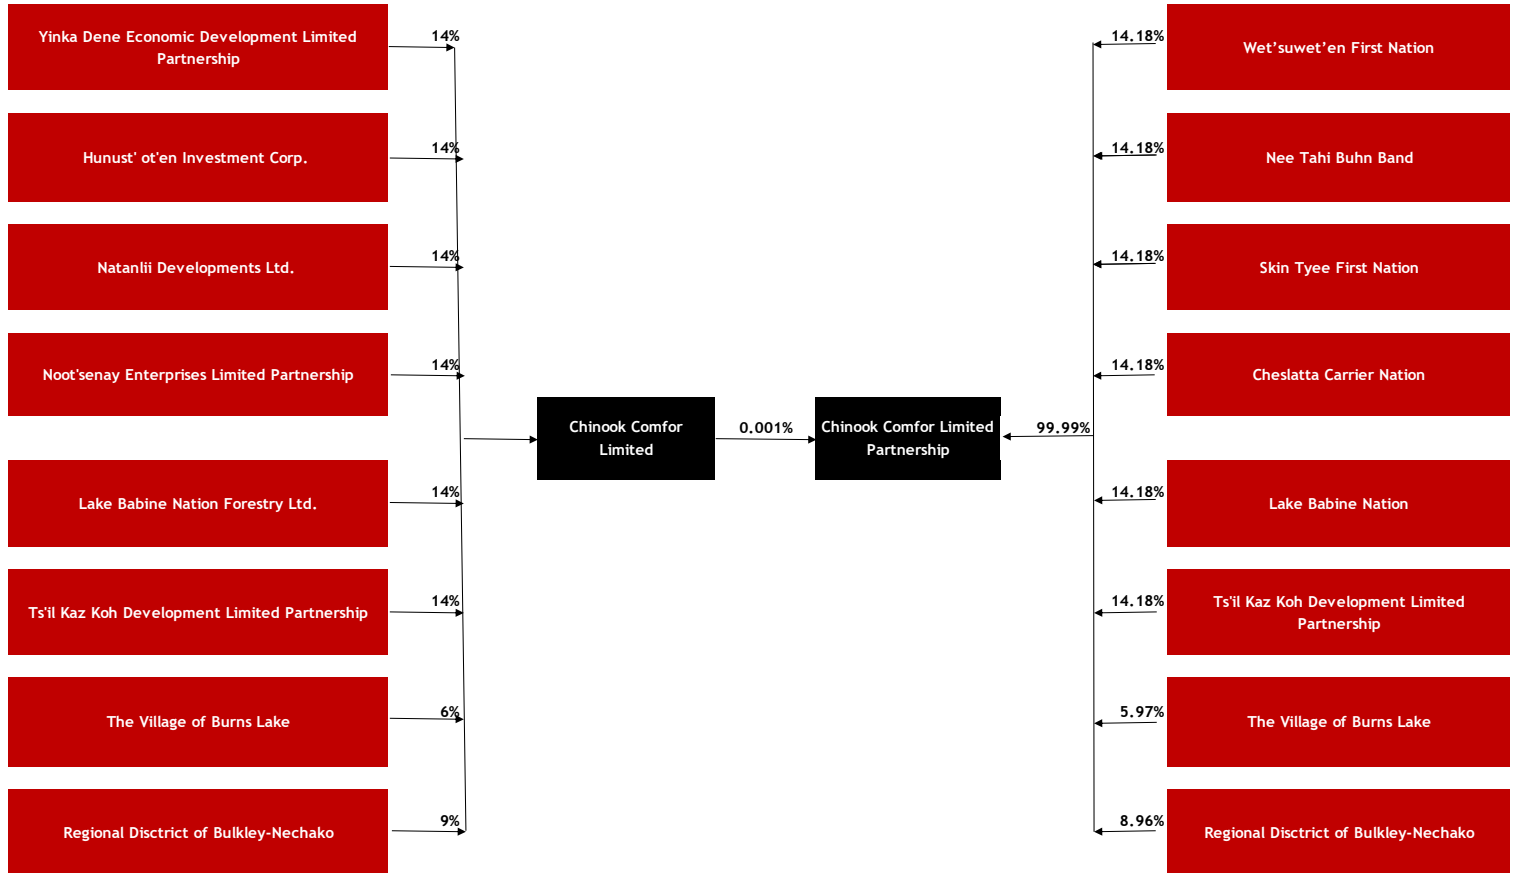 Yinka Dene Economic Development Limited
Partnership
14%
Hunust' ot'en Investment Corp.
14%
Natanlii Developments Ltd.
14%
Noot'senay Enterprises Limited Partnership
14%
Lake Babine Nation Forestry Ltd.
14%
Ts'il Kaz Koh Development Limited Partnership
14%
The Village of Burns Lake
6%
Regional Disctrict of Bulkley-Nechako
9%
Chinook Comfor
Limited
0.001%
Chinook Comfor Limited
Partnership
99.99%
14.18%
Wet’suwet’en First Nation
14.18%
Nee Tahi Buhn Band
14.18%
Skin Tyee First Nation
14.18%
Cheslatta Carrier Nation
14.18%
Lake Babine Nation
14.18%
Ts'il Kaz Koh Development Limited
Partnership
5.97%
The Village of Burns Lake
8.96%
Regional Disctrict of Bulkley-Nechako